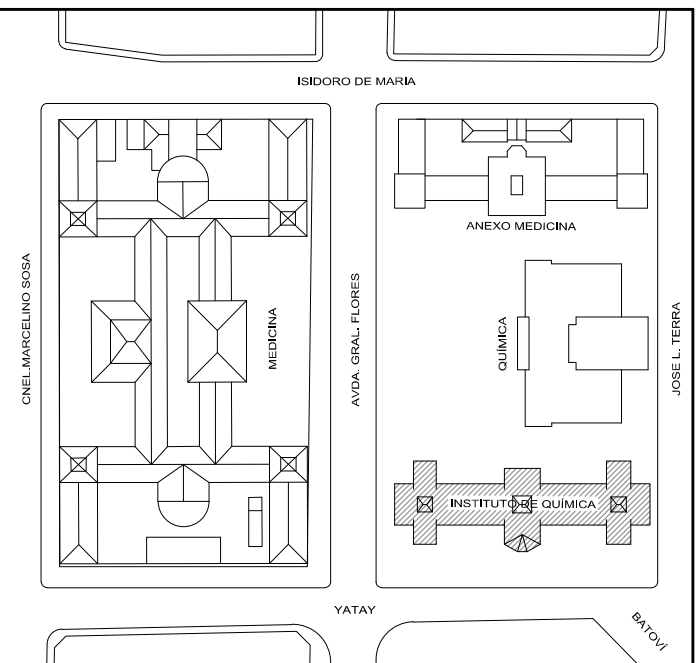 ISIDORO DE MARIA
ANEXO MEDICINA
CNEL.MARCELINO SOSA
MEDICINA
AVDA. GRAL. FLORES
QUÍMICA
JOSE L. TERRA
INSTITUTO DE QUÍMICA
YATAY
BATOVÍ